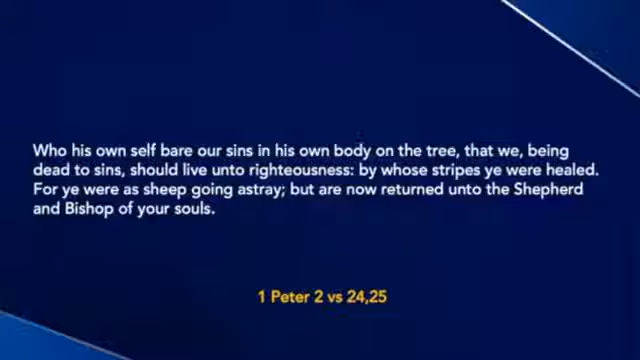 Who his own self bare our sins in his own body on the tree, that we, being
dead to sins, should live unto righteousness: by whose stripes ye were healed.
For ye were as sheep going astray; but are now returned unto the Shepherd
and Bishop of your souls.
1 Peter 2 vs 24,25